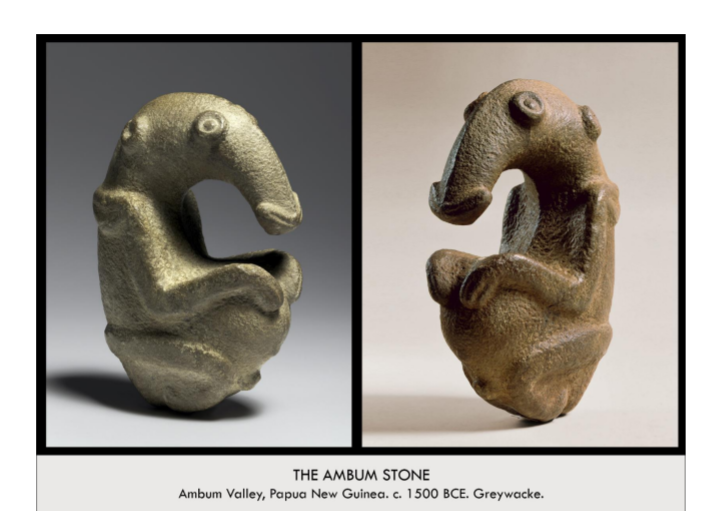 THE AMBUM STONE
Ambum Valley, Papua New Guinea. c. 1500 BCE. Greywacke.